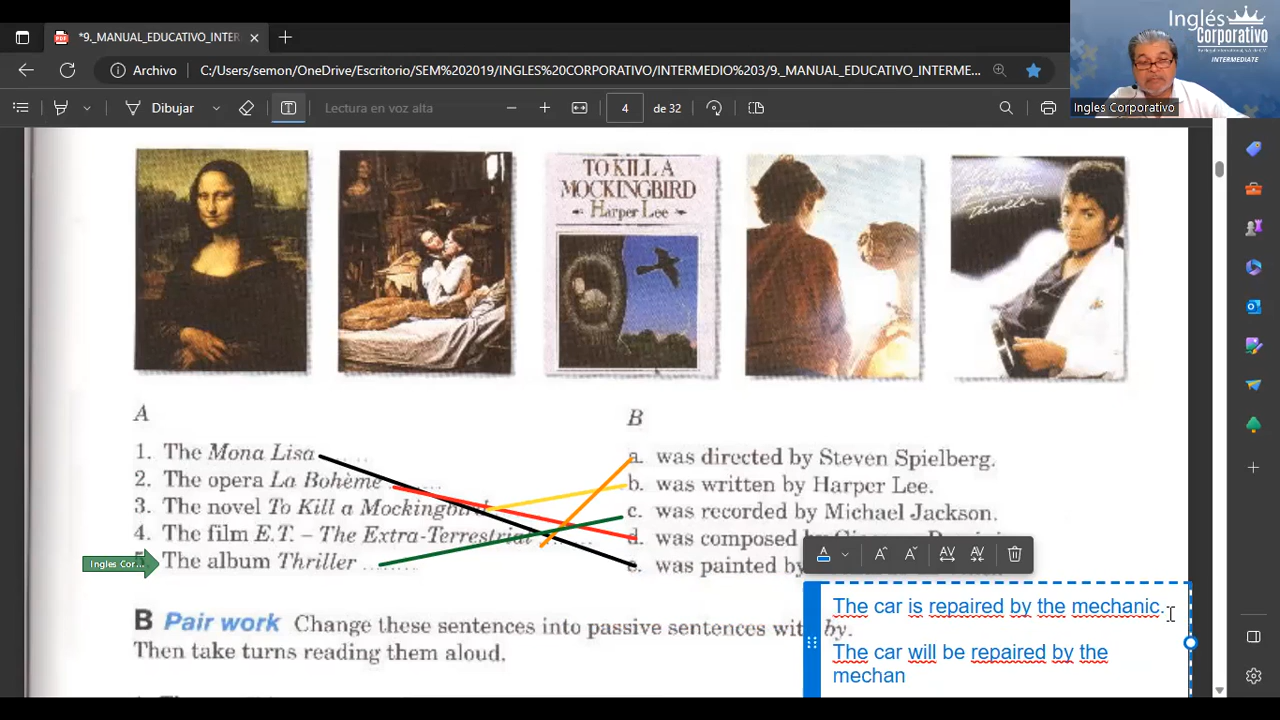 *9._MANUAL_EDUCATIVO_INTER
Inglés
Corporativo
INTERMEDIATE
Archivo
C:/Users/semon/OneDrive/Escritorio/SEM%202019/INGLES%20CORPORATIVO/INTERMEDIO%203/9._MANUAL_EDUCATIVO_INTERME...
Ingles Corporativo
Dibujar
Lectura en voz alta
4
de 32
TO KILL A
MOCKINGBIRD
Harper Lee
Thriller
A
B
1. The Mona Lisa ........
2. The opera La Bohème ........
3. The novel To Kill a Mockingbird
4. The film E.T. – The Extra-Terrestrial ........
5. The album Thriller ........
Ingles Cor...
a. was directed by Steven Spielberg.
b. was written by Harper Lee.
c. was recorded by Michael Jackson.
d. was composed by
e. was painted by
The car is repaired by the mechanic.
The car will be repaired by the
mechan
B Pair work Change these sentences into passive sentences with by.
Then take turns reading them aloud.